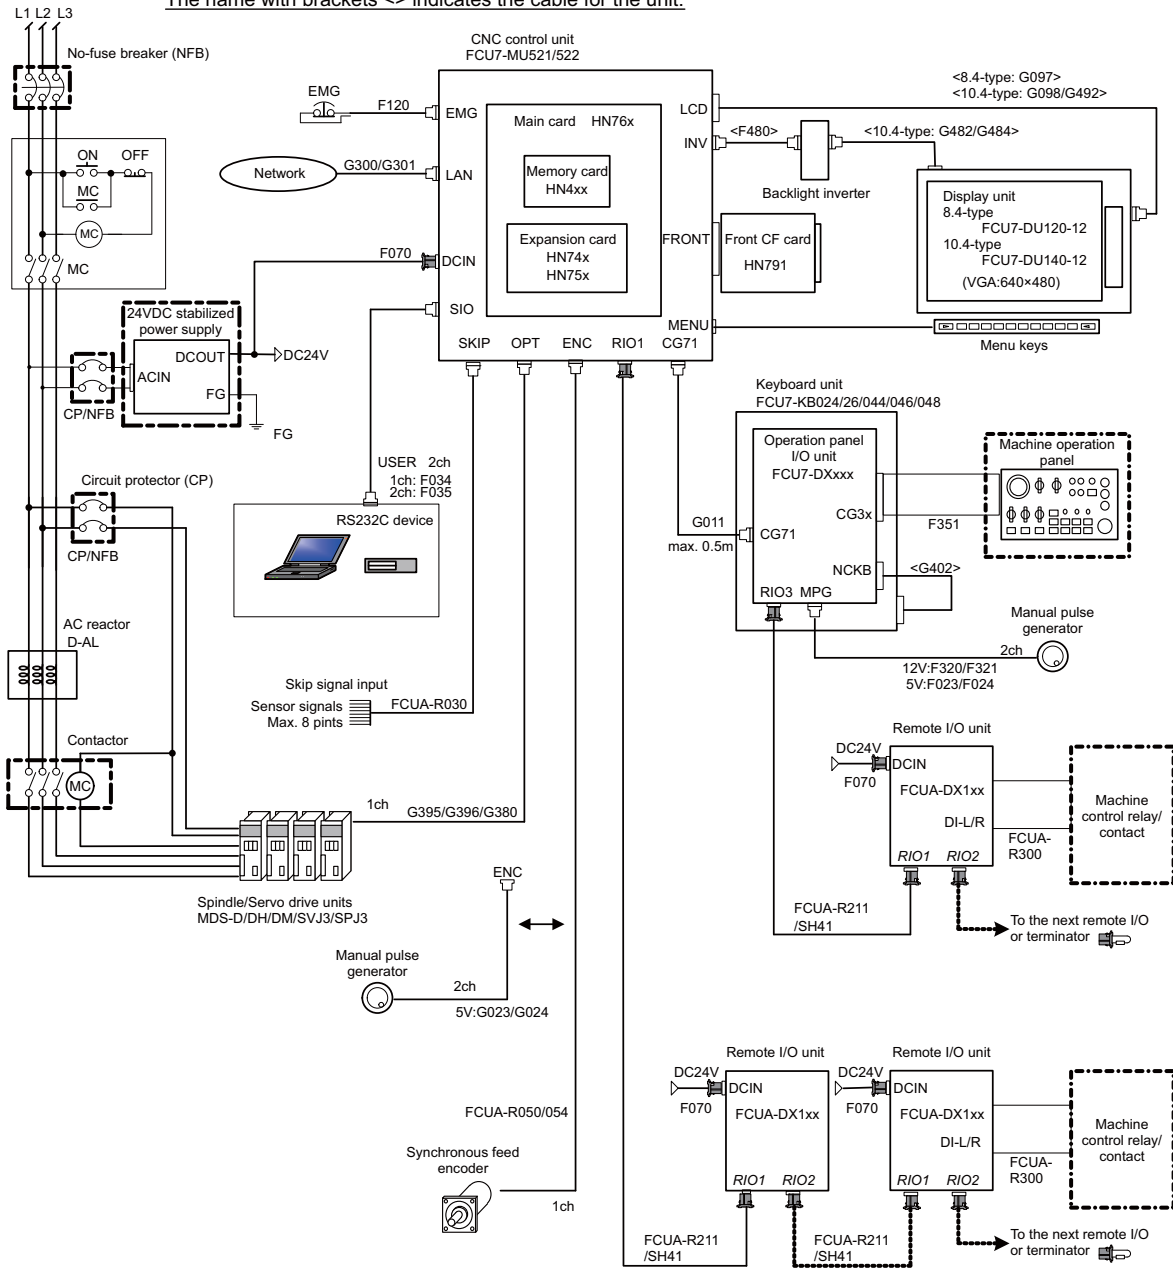 The name with brackets <> indicates the cable for the unit.
L1 L2 L3
No-fuse breaker (NFB)
CNC control unit
FCU7-MU521/522
EMG
F120
EMG
Main card HN76x
LCD
<8.4-type: G097>
<10.4-type: G098/G492>
INV
<F480>
<10.4-type: G482/G484>
Backlight inverter
ON OFF
MC
MC
MC
Network
G300/G301
LAN
Memory card
HN4xx
Expansion card
HN74x
HN75x
F070
DCIN
SIO
FRONT
Front CF card
HN791
Display unit
8.4-type
FCU7-DU120-12
10.4-type
FCU7-DU140-12
(VGA:640×480)
MENU
Menu keys
SKIP OPT ENC RIO1 CG71
24VDC stabilized
power supply
DCOUT
DC24V
ACIN
FG
FG
CP/NFB
Keyboard unit
FCU7-KB024/26/044/046/048
Operation panel
I/O unit
FCU7-DXxxx
Machine operation
panel
CG3x
F351
G011
max. 0.5m
CG71
NCKB
<G402>
RIO3 MPG
Circuit protector (CP)
CP/NFB
USER 2ch
1ch: F034
2ch: F035
RS232C device
Manual pulse
generator
2ch
12V:F320/F321
5V:F023/F024
AC reactor
D-AL
Skip signal input
Sensor signals
Max. 8 pints
FCUA-R030
Contactor
MC
1ch
G395/G396/G380
Remote I/O unit
DC24V
DCIN
F070
FCUA-DX1xx
DI-L/R
FCUA-
R300
Machine
control relay/
contact
RIO1 RIO2
FCUA-R211
/SH41
To the next remote I/O
or terminator
Spindle/Servo drive units
MDS-D/DH/DM/SVJ3/SPJ3
ENC
Manual pulse
generator
2ch
5V:G023/G024
FCUA-R050/054
Synchronous feed
encoder
1ch
Remote I/O unit
DC24V
DCIN
F070
FCUA-DX1xx
RIO1 RIO2
FCUA-R211
/SH41
Remote I/O unit
DC24V
DCIN
F070
FCUA-DX1xx
DI-L/R
FCUA-
R300
Machine
control relay/
contact
RIO1 RIO2
FCUA-R211
/SH41
To the next remote I/O
or terminator